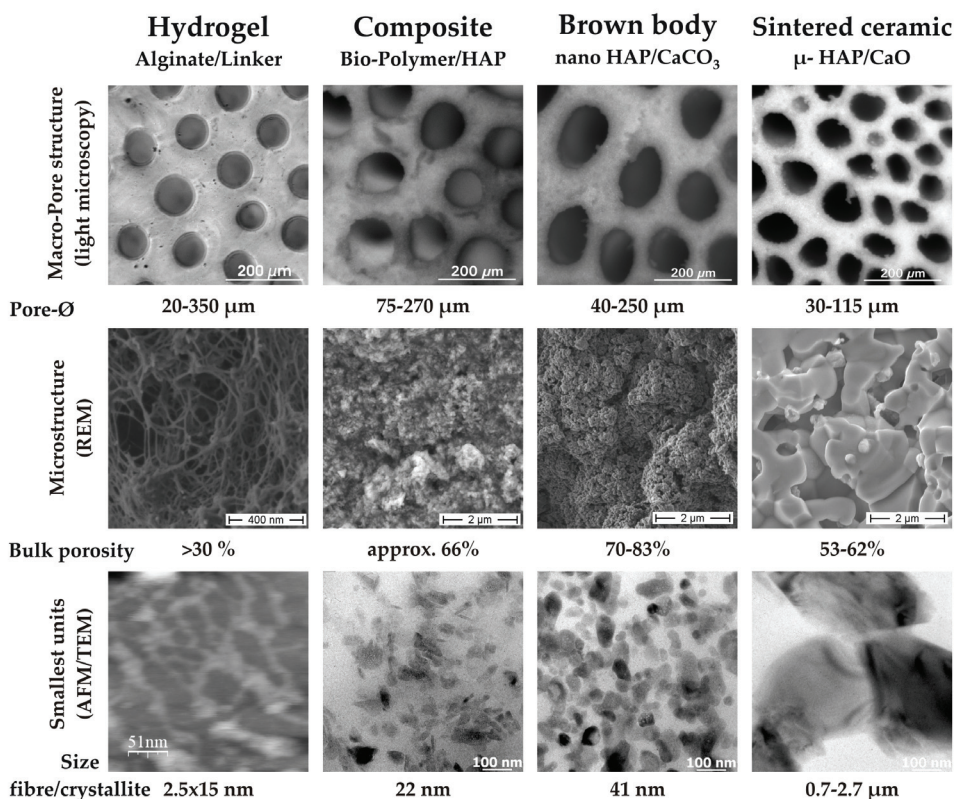 Hydrogel Composite Brown body Sintered ceramic
Alginate/Linker Bio-Polymer/HAP nano HAP/CaCO₃ μ- HAP/CaO
Macro-Pore structure
(light microscopy)
200 μm 200 μm 200 μm 200 μm
Pore-Ø 20-350 μm 75-270 μm 40-250 μm 30-115 μm
Microstructure
(REM)
400 nm 2 μm 2 μm 2 μm
Bulk porosity >30 % approx. 66% 70-83% 53-62%
Smallest units
(AFM/TEM)
51nm 100 nm 100 nm 100 nm
Size
fibre/crystallite 2.5x15 nm 22 nm 41 nm 0.7-2.7 μm